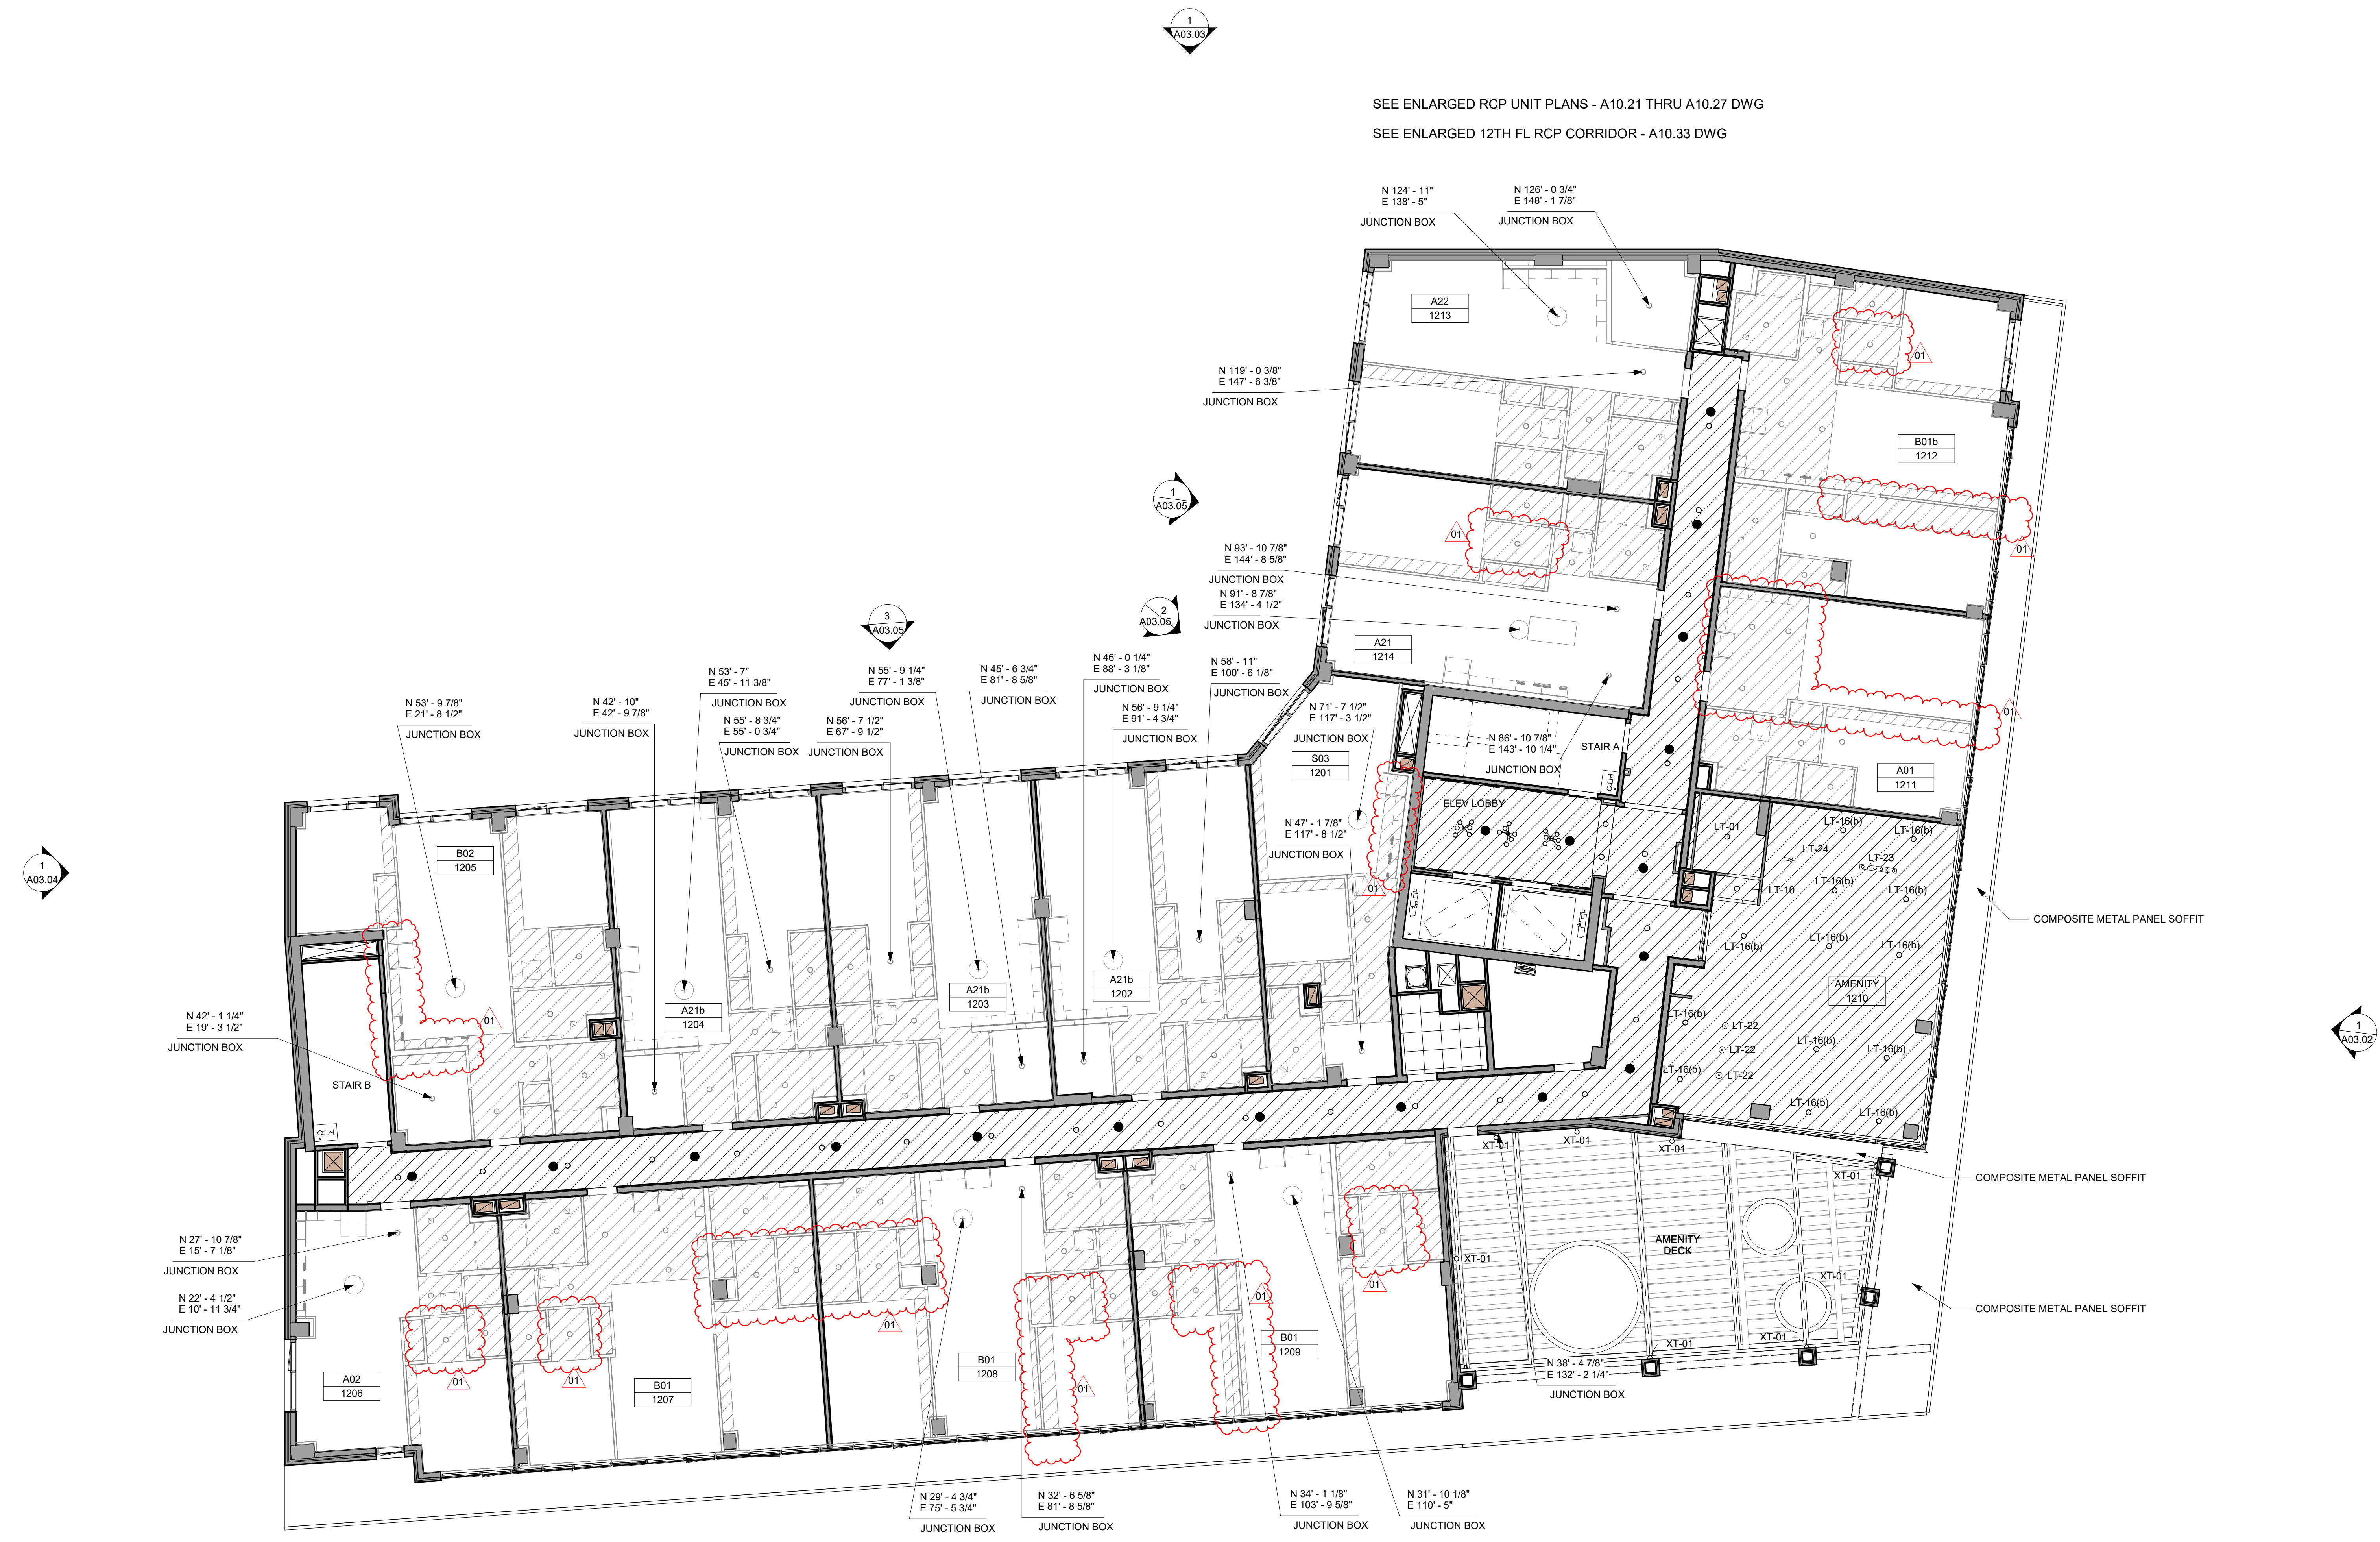 1
A03.03
SEE ENLARGED RCP UNIT PLANS - A10.21 THRU A10.27 DWG
SEE ENLARGED 12TH FL RCP CORRIDOR - A10.33 DWG
N 124' - 11"
E 138' - 5"
JUNCTION BOX
N 126' - 0 3/4"
E 148' - 1 7/8"
JUNCTION BOX
A22
1213
01
N 119' - 0 3/8"
E 147' - 6 3/8"
JUNCTION BOX
B01b
1212
1
A03.05
01
01
N 93' - 10 7/8"
E 144' - 8 5/8"
JUNCTION BOX
N 91' - 8 7/8"
E 134' - 4 1/2"
JUNCTION BOX
3
A03.05
2
A03.05
A21
1214
N 46' - 0 1/4"
E 88' - 3 1/8"
JUNCTION BOX
N 58' - 11"
E 100' - 6 1/8"
JUNCTION BOX
N 45' - 6 3/4"
E 81' - 8 5/8"
JUNCTION BOX
N 55' - 9 1/4"
E 77' - 1 3/8"
JUNCTION BOX
N 53' - 7"
E 45' - 11 3/8"
JUNCTION BOX
N 42' - 10"
E 42' - 9 7/8"
JUNCTION BOX
N 53' - 9 7/8"
E 21' - 8 1/2"
JUNCTION BOX
N 55' - 8 3/4"
E 55' - 0 3/4"
JUNCTION BOX
N 56' - 7 1/2"
E 67' - 9 1/2"
JUNCTION BOX
N 56' - 9 1/4"
E 91' - 4 3/4"
JUNCTION BOX
N 71' - 7 1/2"
E 117' - 3 1/2"
JUNCTION BOX
01
N 86' - 10 7/8"
E 143' - 10 1/4"
JUNCTION BOX
STAIR A
S03
1201
A01
1211
ELEV LOBBY
N 47' - 1 7/8"
E 117' - 8 1/2"
JUNCTION BOX
01
LT-01
LT-16(b)
LT-16(b)
LT-24
LT-23
LT-10
LT-16(b)
LT-16(b)
COMPOSITE METAL PANEL SOFFIT
LT-16(b)
LT-16(b)
LT-16(b)
1
A03.04
B02
1205
AMENITY
1210
A21b
1202
A21b
1203
A21b
1204
01
LT-16(b)
LT-22
LT-22
LT-22
LT-16(b)
LT-16(b)
LT-16(b)
LT-16(b)
LT-16(b)
1
A03.02
N 42' - 1 1/4"
E 19' - 3 1/2"
JUNCTION BOX
STAIR B
XT-01
XT-01
XT-01
XT-01
COMPOSITE METAL PANEL SOFFIT
N 27' - 10 7/8"
E 15' - 7 1/8"
JUNCTION BOX
AMENITY
DECK
XT-01
XT-01
N 22' - 4 1/2"
E 10' - 11 3/4"
JUNCTION BOX
01
01
01
COMPOSITE METAL PANEL SOFFIT
XT-01
XT-01
B01
1209
B01
1208
A02
1206
B01
1207
01
01
01
N 38' - 4 7/8"
E 132' - 2 1/4"
JUNCTION BOX
N 29' - 4 3/4"
E 75' - 5 3/4"
JUNCTION BOX
N 32' - 6 5/8"
E 81' - 8 5/8"
JUNCTION BOX
N 34' - 1 1/8"
E 103' - 9 5/8"
JUNCTION BOX
N 31' - 10 1/8"
E 110' - 5"
JUNCTION BOX